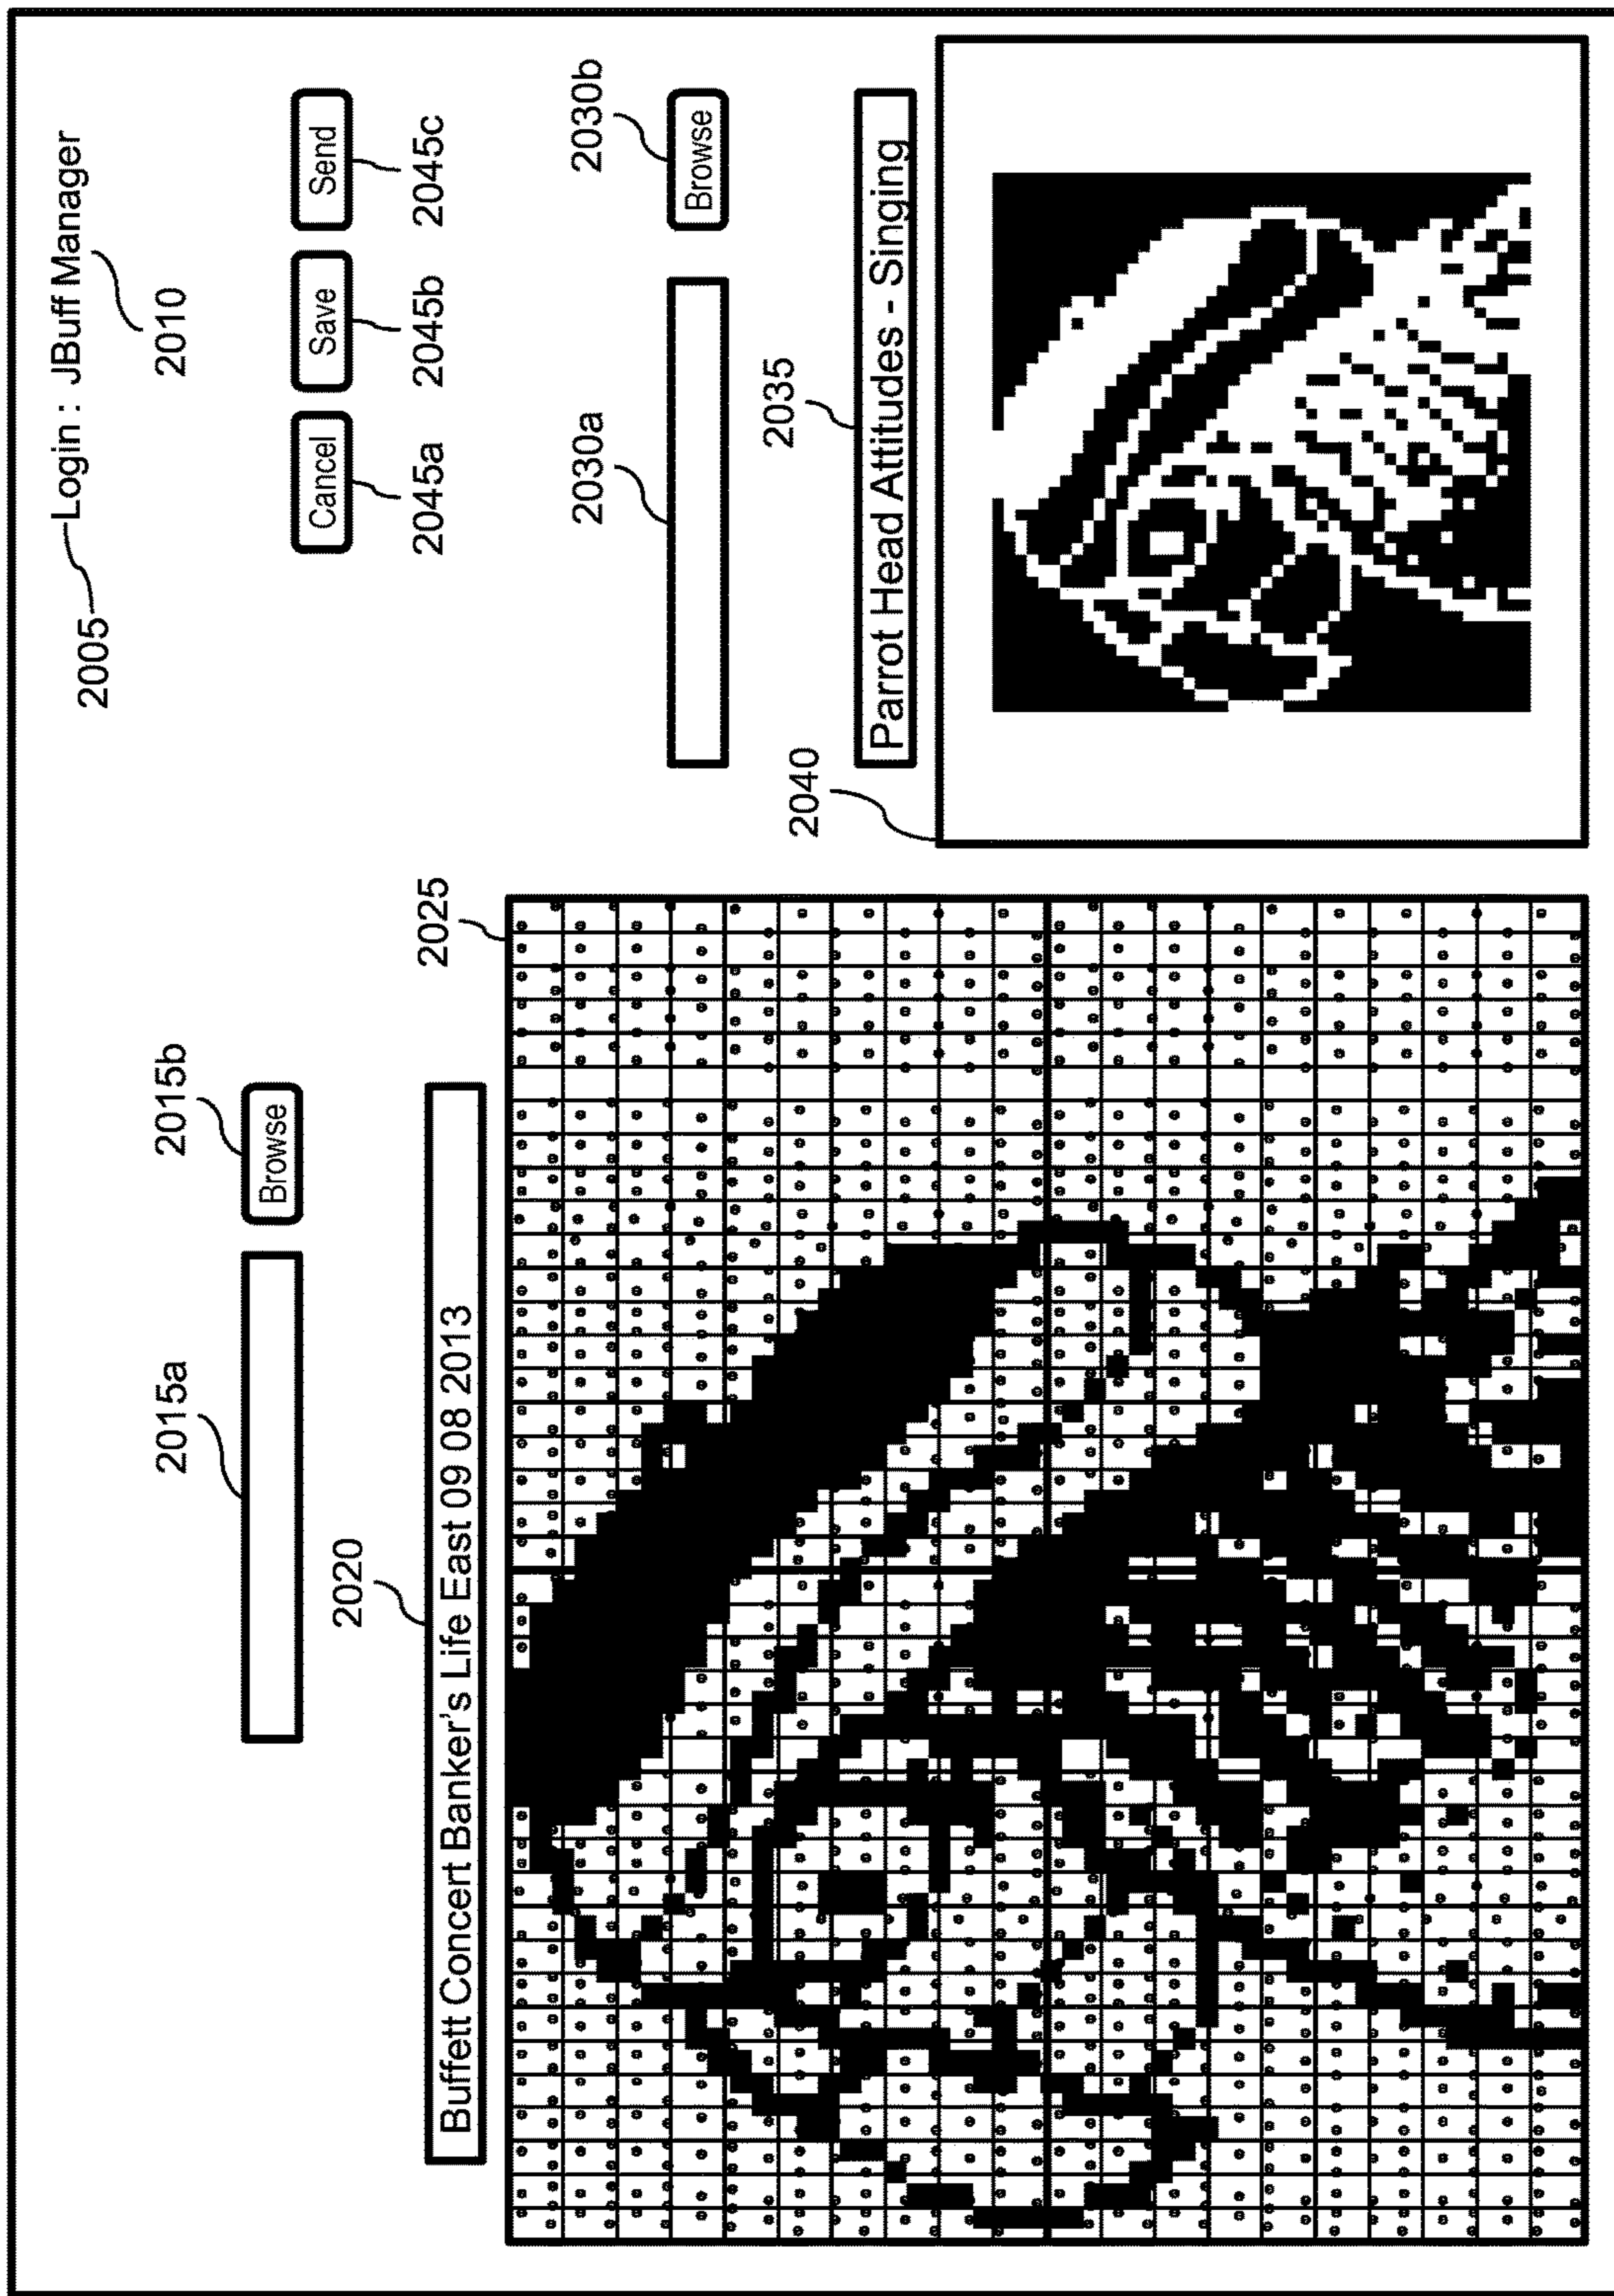 2005
Login : JBuff Manager
2010
2015a
2015b
Browse
Cancel
Save
Send
2045a
2045b
2045c
2020
Buffett Concert Banker's Life East 09 08 2013
2025
2030a
2030b
Browse
2035
Parrot Head Attitudes - Singing
2040